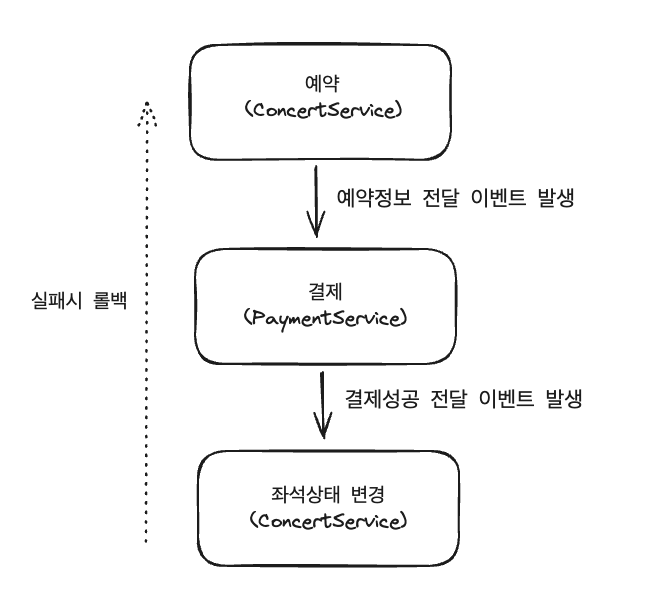 예약
(ConcertService)
예약정보 전달 이벤트 발생
결제
(PaymentService)
실패시 롤백
결제성공 전달 이벤트 발생
좌석상태 변경
(ConcertService)